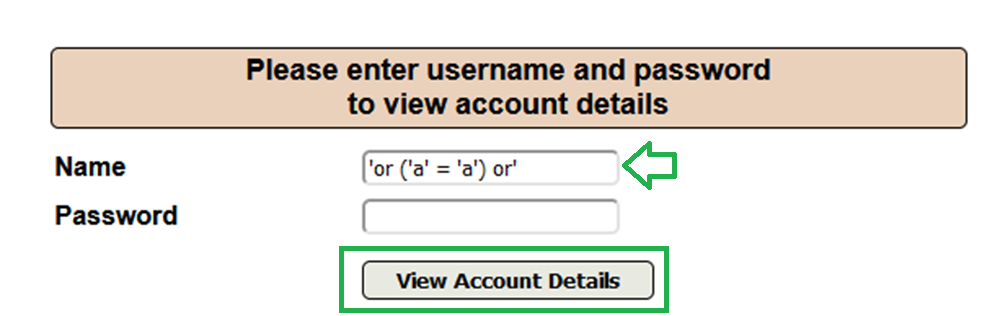 Please enter username and password
to view account details
Name
'or ('a' = 'a') or'
Password
View Account Details